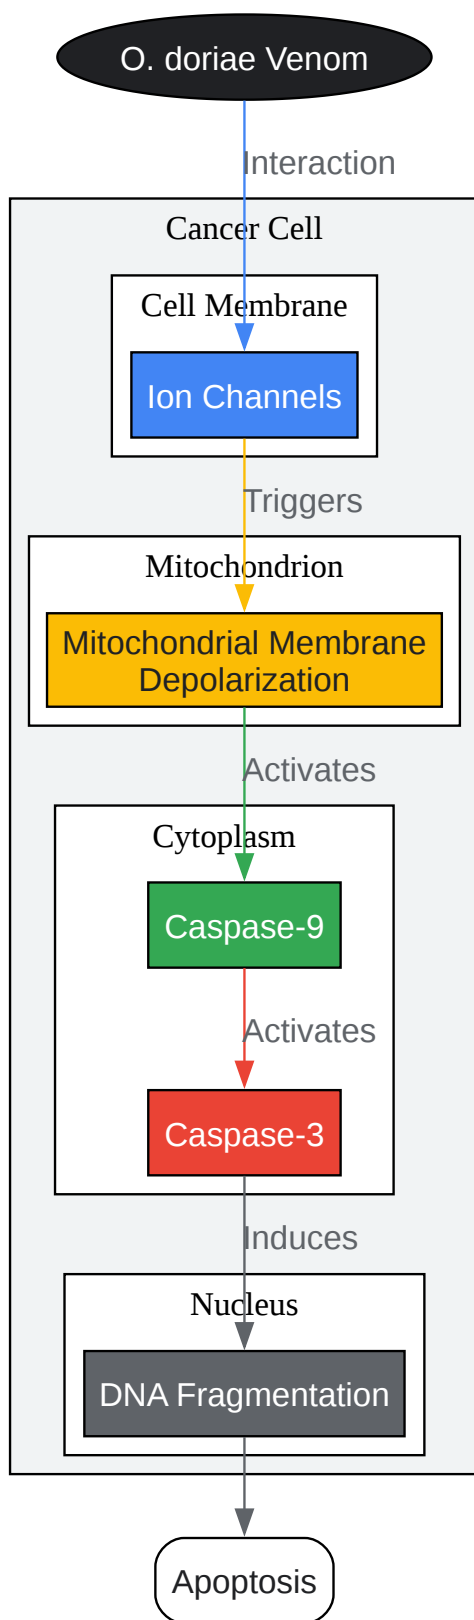 O. doriae Venom
Interaction
Cancer Cell
Cell Membrane
Ion Channels
Triggers
Mitochondrion
Mitochondrial Membrane
Depolarization
Activates
Cytoplasm
Caspase-9
Activates
Caspase-3
Induces
Nucleus
DNA Fragmentation
Apoptosis